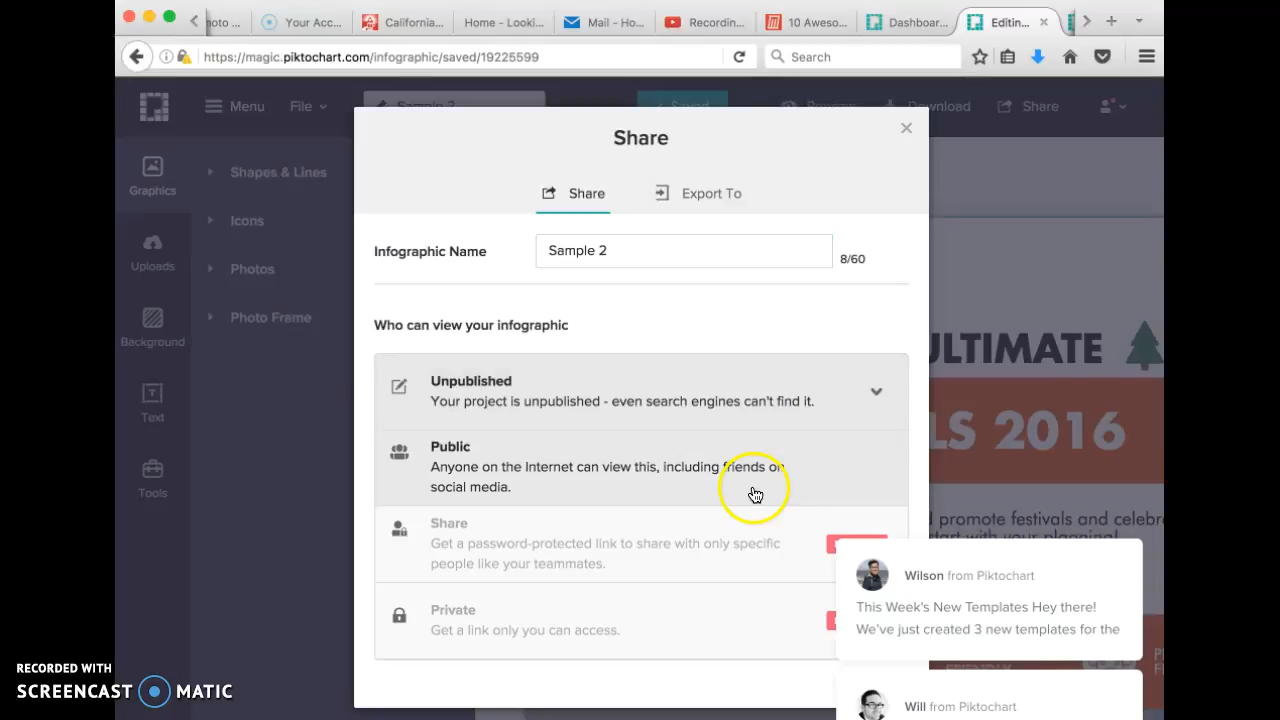 oto ...
Your Acc...
California...
Home - Looki...
Mail - Ho...
Recordin...
10 Aweso...
Dashboar...
Editin...
https://magic.piktochart.com/infographic/saved/19225599
Search
Menu
File
Sample 2
Saved
Preview
Download
Share
Share
Share
Export To
Graphics
Shapes & Lines
Icons
Photos
Photo Frame
Uploads
Background
Text
Tools
Infographic Name
Sample 2
8/60
Who can view your infographic
Unpublished
Your project is unpublished - even search engines can't find it.
Public
Anyone on the Internet can view this, including friends on
social media.
Share
Get a password-protected link to share with only specific
people like your teammates.
Private
Get a link only you can access.
ULTIMATE
LS 2016
d promote festivals and celebr
start with your planning!
Wilson from Piktochart
This Week's New Templates Hey there!
We've just created 3 new templates for the
Will from Piktochart
RECORDED WITH
SCREENCAST MATIC